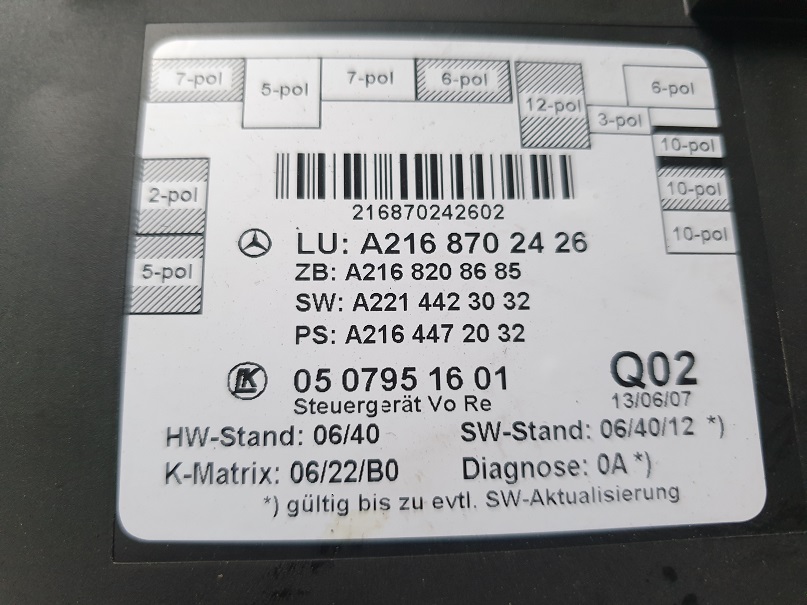 7-pol
5-pol
7-pol
6-pol
12-pol
3-pol
6-pol
10-pol
10-pol
10-pol
2-pol
5-pol
216870242602
LU: A216 870 24 26
ZB: A216 820 86 85
SW: A221 442 30 32
PS: A216 447 20 32
LK 05 0795 16 01
Steuergerät Vo Re
Q02
13/06/07
HW-Stand: 06/40 SW-Stand: 06/40/12 *)
K-Matrix: 06/22/B0 Diagnose: 0A *)
*) gültig bis zu evtl. SW-Aktualisierung